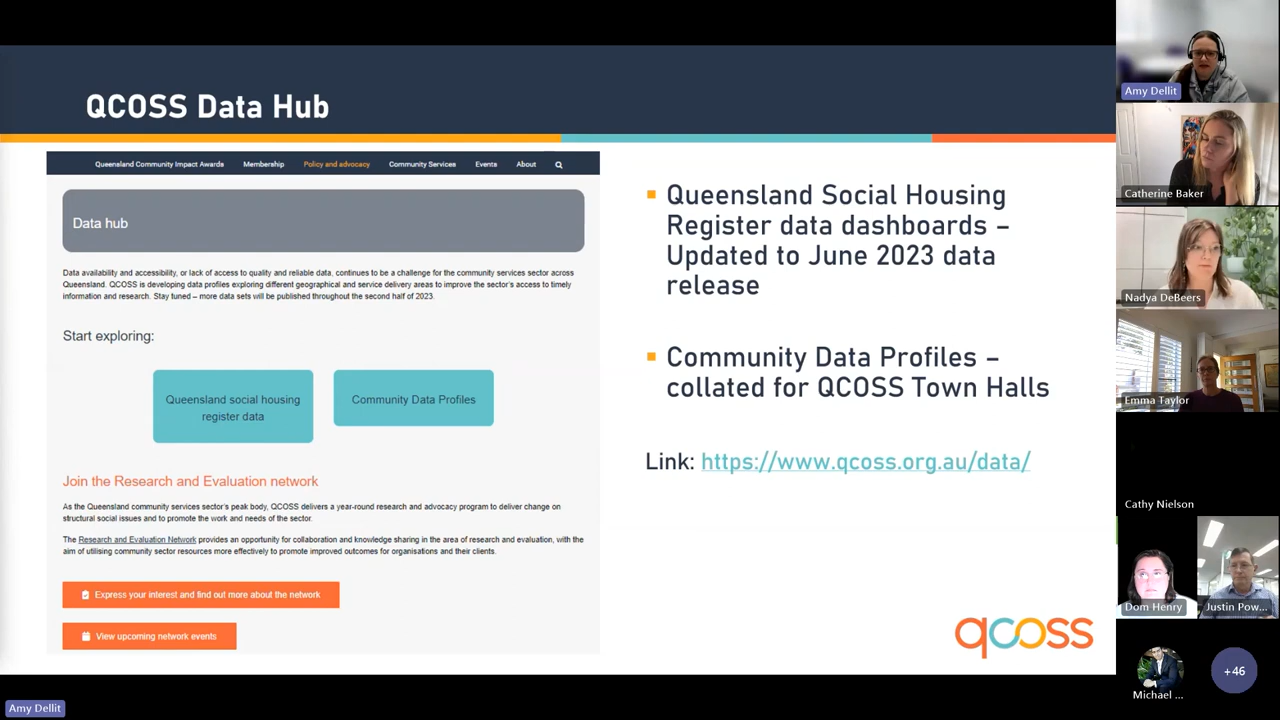 QCOSS Data Hub
Queensland Community Impact Awards Membership Policy and advocacy Community Services Events About
Data hub
Data availability and accessibility, or lack of access to quality and reliable data, continues to be a challenge for the community services sector across
Queensland. QCOSS is developing data profiles exploring different geographical and service delivery areas to improve the sector's access to timely
information and research. Stay tuned – more data sets will be published throughout the second half of 2023.
Start exploring:
Queensland social housing
register data
Community Data Profiles
Join the Research and Evaluation network
As the Queensland community services sector's peak body, QCOSS delivers a year-round research and advocacy program to deliver change on
structural social issues and to promote the work and needs of the sector.
The Research and Evaluation Network provides an opportunity for collaboration and knowledge sharing in the area of research and evaluation, with the
aim of utilising community sector resources more effectively to promote improved outcomes for organisations and their clients.
Express your interest and find out more about the network
View upcoming network events
Queensland Social Housing
Register data dashboards –
Updated to June 2023 data
release
Community Data Profiles –
collated for QCOSS Town Halls
Link: https://www.qcoss.org.au/data/
qcoss
Amy Dellit
Catherine Baker
Nadya DeBeers
Emma Taylor
Cathy Nielson
Dom Henry
Justin Pow...
Michael ...
+46
Amy Dellit